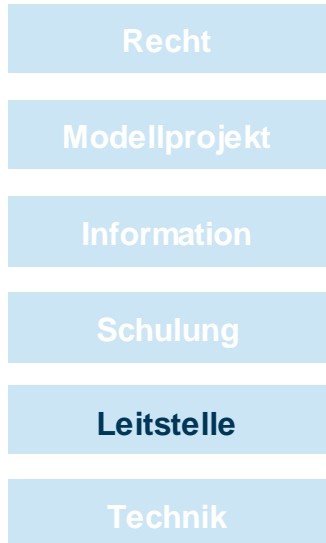 Recht
Modellprojekt
Information
Schulung
Leitstelle
Technik